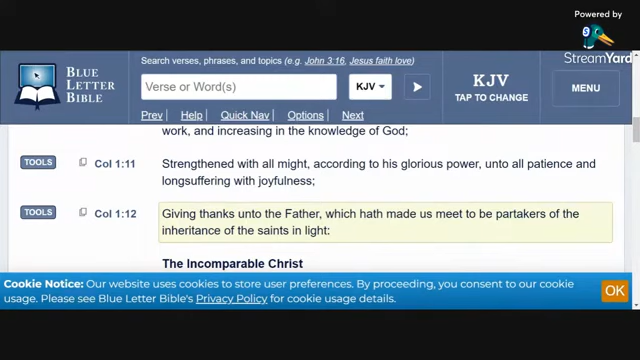 Powered by
StreamYard
BLUE
LETTER
BIBLE
Search verses, phrases, and topics (e.g. John 3:16, Jesus faith love)
Verse or Word(s)
KJV
KJV
TAP TO CHANGE
MENU
Prev Help Quick Nav Options Next
work, and increasing in the knowledge of God;
TOOLS Col 1:11 Strengthened with all might, according to his glorious power, unto all patience and
longsuffering with joyfulness;
TOOLS Col 1:12 Giving thanks unto the Father, which hath made us meet to be partakers of the
inheritance of the saints in light:
The Incomparable Christ
Cookie Notice: Our website uses cookies to store user preferences. By proceeding, you consent to our cookie
usage. Please see Blue Letter Bible's Privacy Policy for cookie usage details.
OK